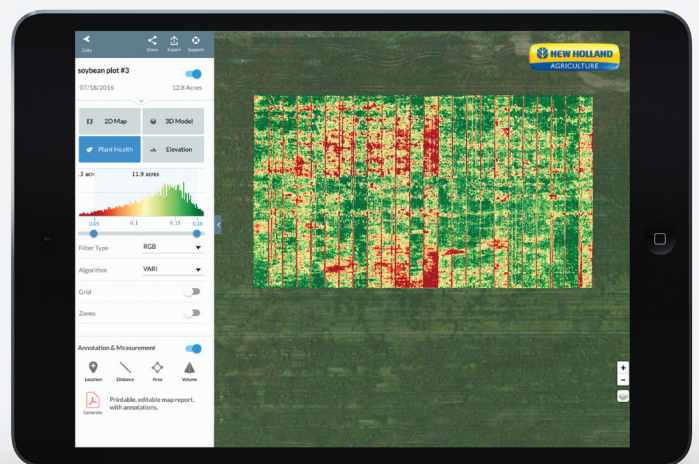 Data
Share Export Support
NEW HOLLAND
AGRICULTURE
soybean plot #3
07/18/2016 12.8 Acres
2D Map 3D Model
Plant Health Elevation
11.9 acres
0.05 0.1 0.15 0.18
Filter Type RGB
Algorithm VARI
Grid
Zones
Annotation & Measurement
Location Distance Area Volume
Generate
Printable, editable map report,
with annotations.
+
-